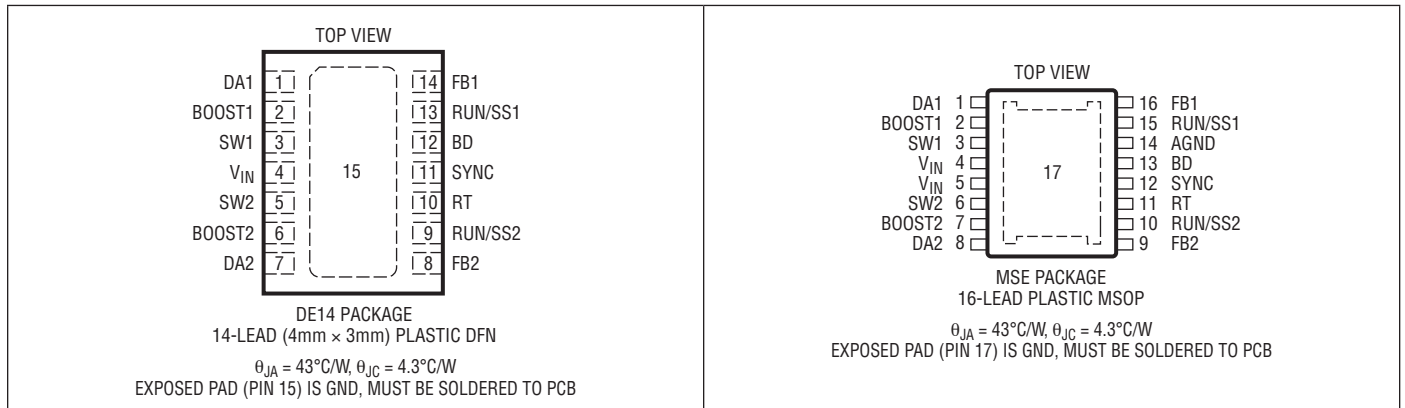 TOP VIEW
DA1 1 14 FB1
BOOST1 2 13 RUN/SS1
SW1 3 12 BD
VIN 4 15 11 SYNC
SW2 5 10 RT
BOOST2 6 9 RUN/SS2
DA2 7 8 FB2
DE14 PACKAGE
14-LEAD (4mm × 3mm) PLASTIC DFN
θJA = 43°C/W, θJC = 4.3°C/W
EXPOSED PAD (PIN 15) IS GND, MUST BE SOLDERED TO PCB
TOP VIEW
DA1 1 16 FB1
BOOST1 2 15 RUN/SS1
SW1 3 14 AGND
VIN 4 13 BD
VIN 5 17 12 SYNC
SW2 6 11 RT
BOOST2 7 10 RUN/SS2
DA2 8 9 FB2
MSE PACKAGE
16-LEAD PLASTIC MSOP
θJA = 43°C/W, θJC = 4.3°C/W
EXPOSED PAD (PIN 17) IS GND, MUST BE SOLDERED TO PCB